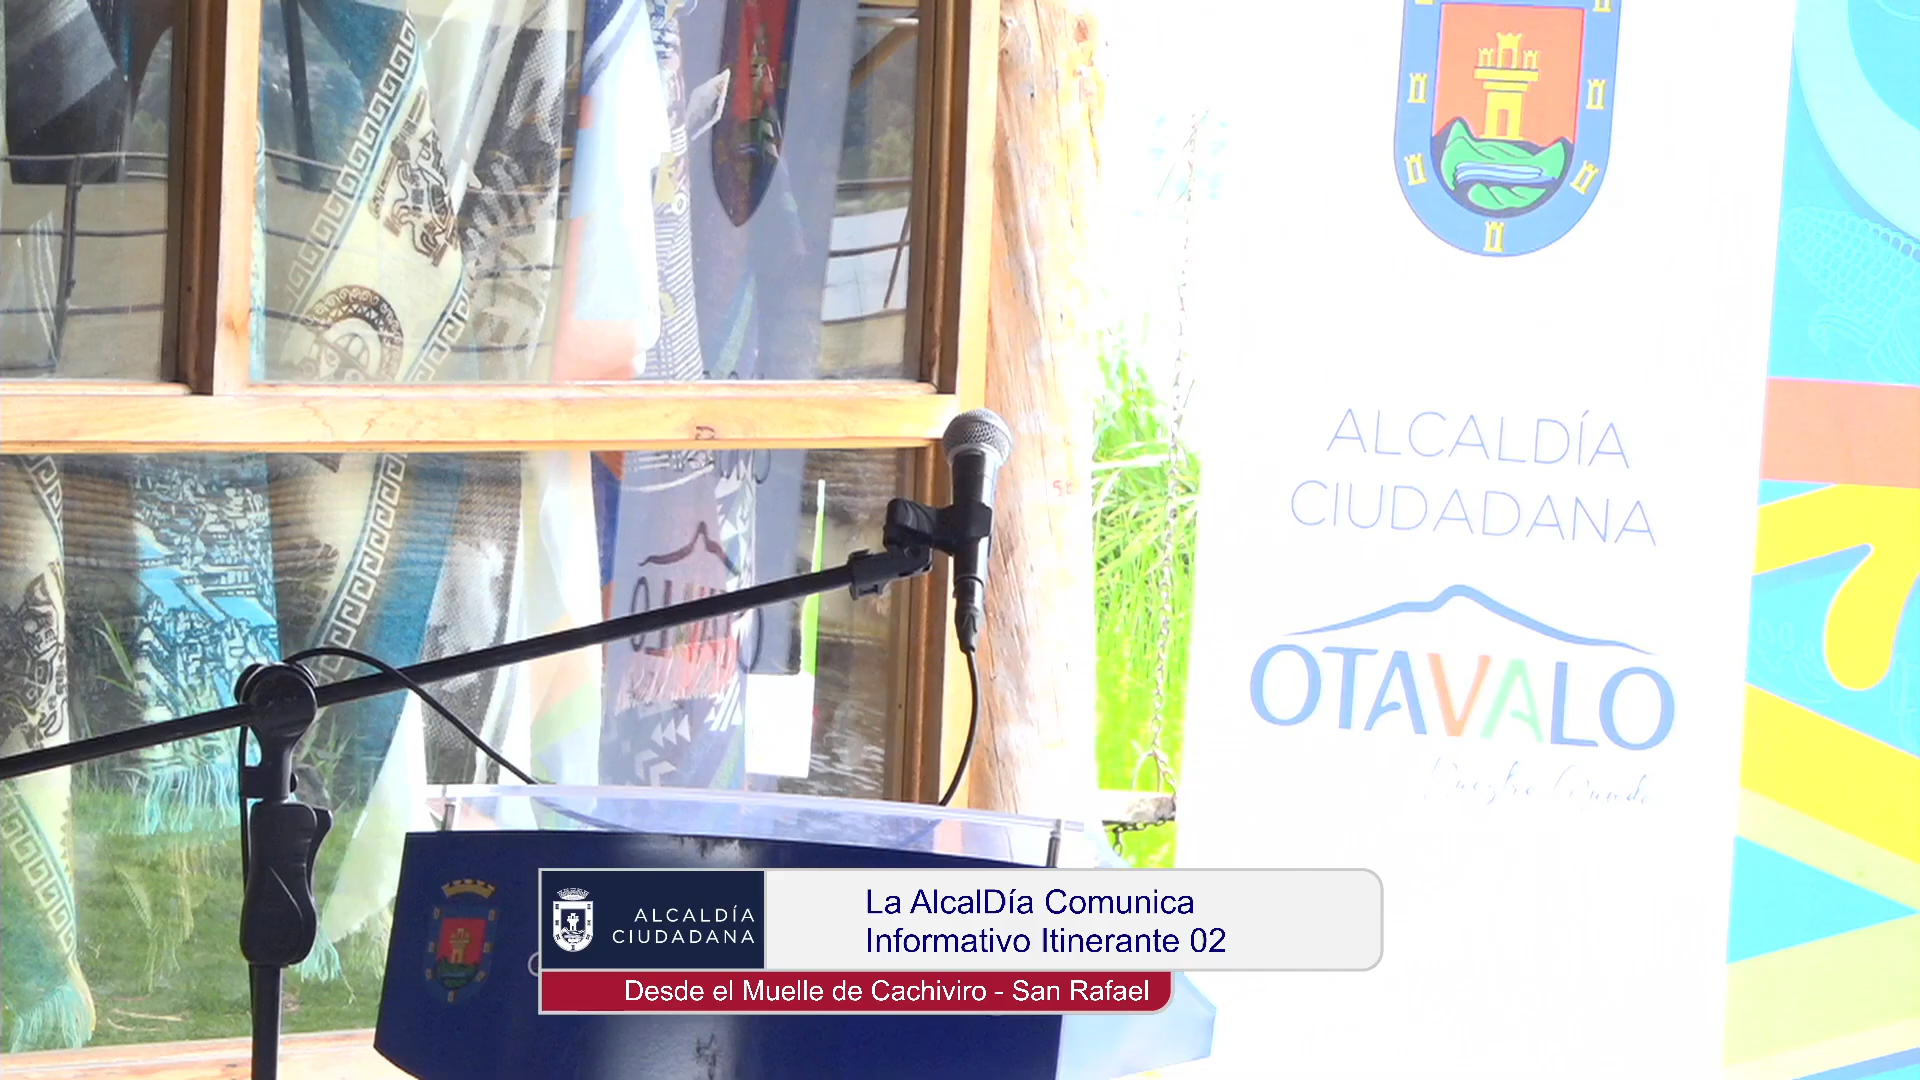 ALCALDÍA
CIUDADANA
OTAVALO
ALCALDÍA
CIUDADANA
La AlcalDía Comunica
Informativo Itinerante 02
Desde el Muelle de Cachiviro - San Rafael